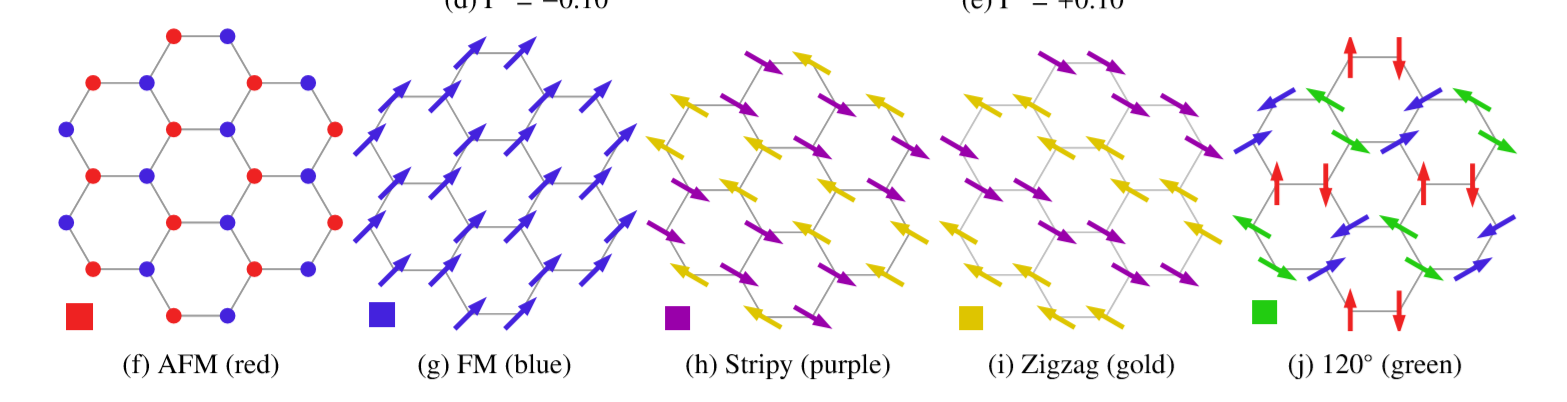 (f) AFM (red)
(g) FM (blue)
(h) Stripy (purple)
(i) Zigzag (gold)
(j) 120° (green)